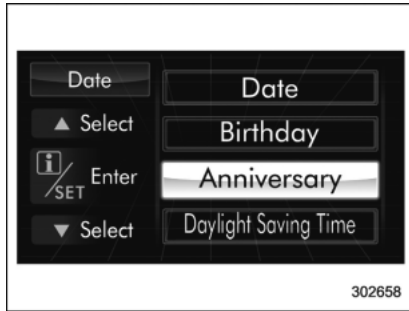 Date
▲ Select
i/SET Enter
▼ Select
Date
Birthday
Anniversary
Daylight Saving Time
302658